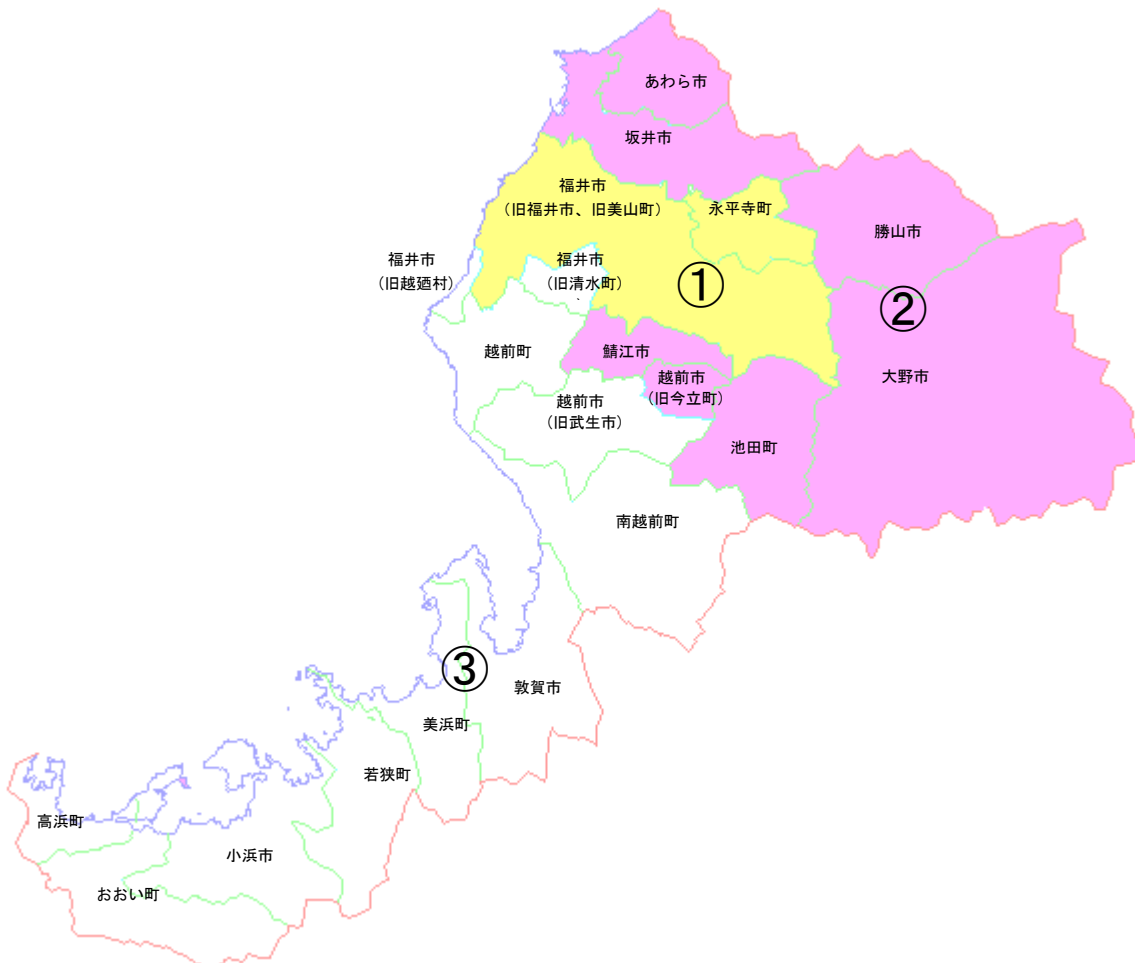 あわら市
坂井市
福井市
(旧福井市、旧美山町)
永平寺町
勝山市
福井市
(旧越廼村)
福井市
(旧清水町)
①
②
越前町
鯖江市
越前市
(旧今立町)
大野市
越前市
(旧武生市)
池田町
南越前町
③
敦賀市
美浜町
若狭町
高浜町
小浜市
おおい町